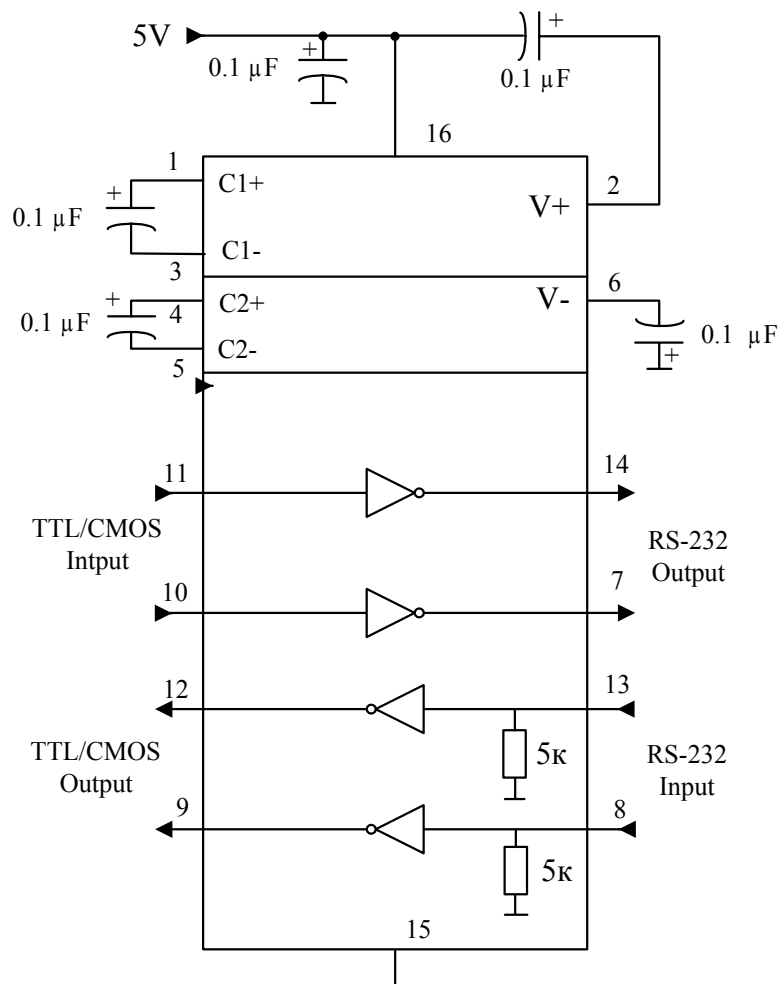 5V
+
0.1 µF
+
0.1 µF
16
1
C1+
+
0.1 µF
C1-
3
V+
2
C2+
+
4
0.1 µF
C2-
5
V-
6
0.1 µF
+
11
14
TTL/CMOS
Intput
RS-232
Output
10
7
12
13
TTL/CMOS
Output
5к
RS-232
Input
9
8
5к
15